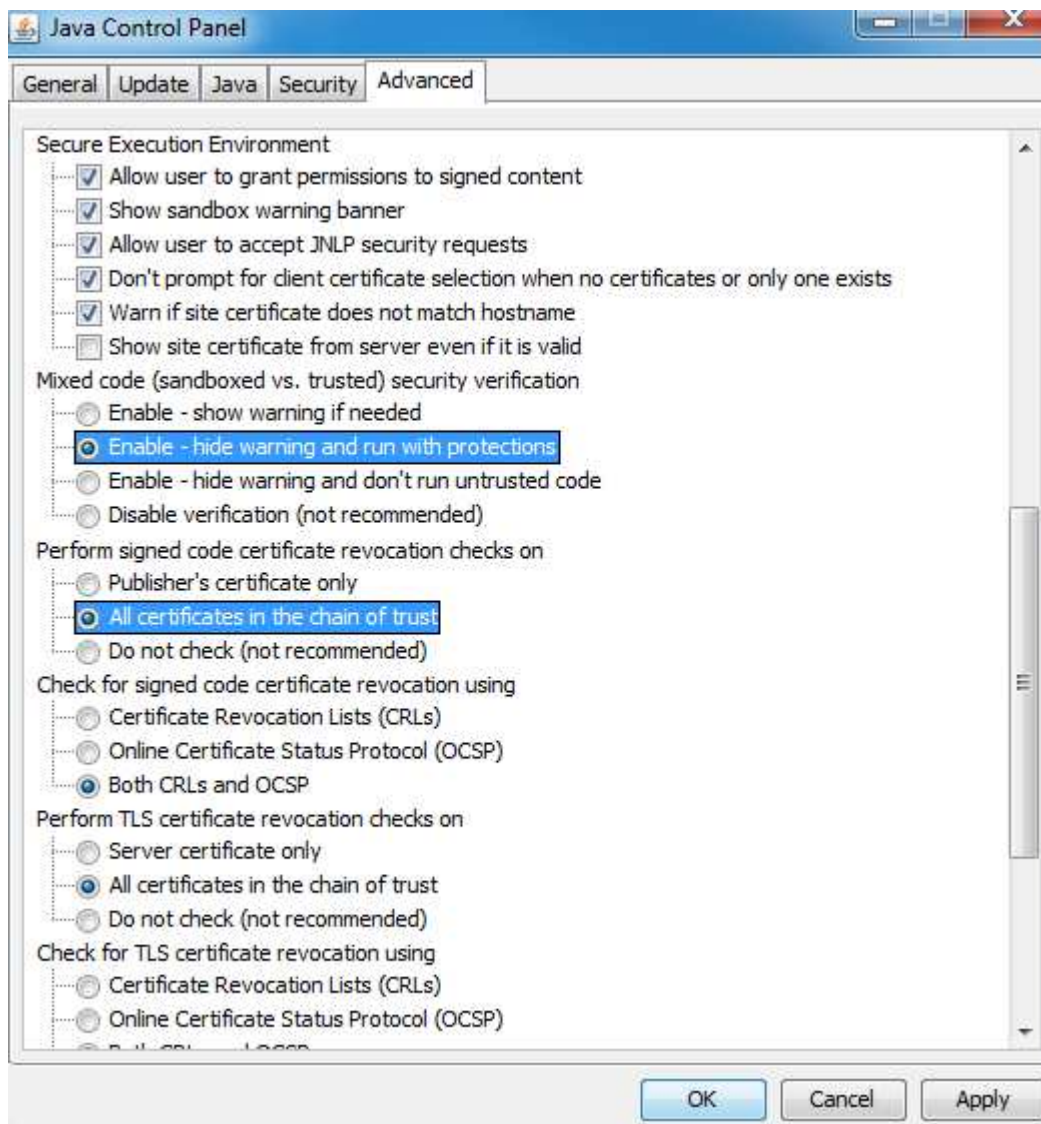 Java Control Panel
General Update Java Security Advanced
Secure Execution Environment
Allow user to grant permissions to signed content
Show sandbox warning banner
Allow user to accept JNLP security requests
Don't prompt for client certificate selection when no certificates or only one exists
Warn if site certificate does not match hostname
Show site certificate from server even if it is valid
Mixed code (sandboxed vs. trusted) security verification
Enable - show warning if needed
Enable - hide warning and run with protections
Enable - hide warning and don't run untrusted code
Disable verification (not recommended)
Perform signed code certificate revocation checks on
Publisher's certificate only
All certificates in the chain of trust
Do not check (not recommended)
Check for signed code certificate revocation using
Certificate Revocation Lists (CRLs)
Online Certificate Status Protocol (OCSP)
Both CRLs and OCSP
Perform TLS certificate revocation checks on
Server certificate only
All certificates in the chain of trust
Do not check (not recommended)
Check for TLS certificate revocation using
Certificate Revocation Lists (CRLs)
Online Certificate Status Protocol (OCSP)
OK Cancel Apply